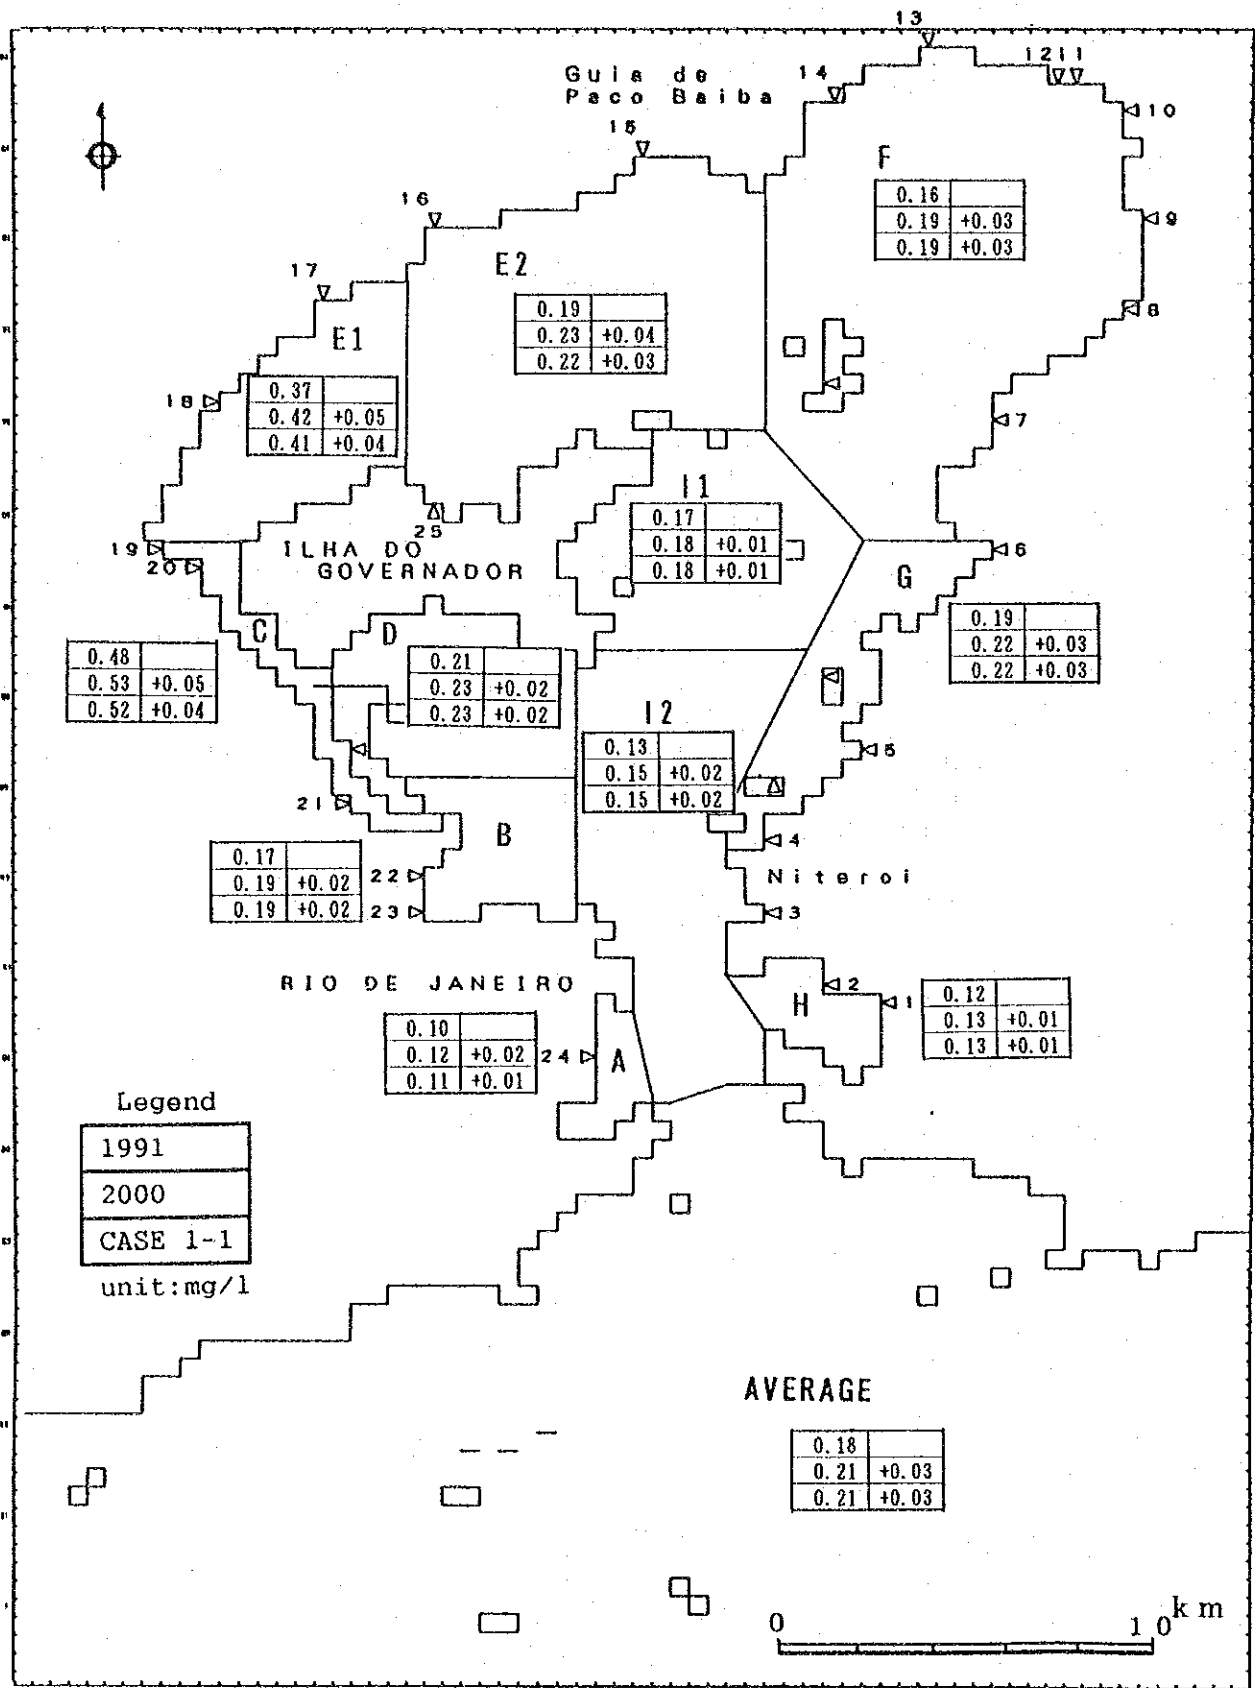 13
Guia de
Paco Baiba
14
12 11
10
15
F
0.16
0.19 +0.03
0.19 +0.03
16
9
E2
17
0.19
0.23 +0.04
0.22 +0.03
8
E1
0.37
0.42 +0.05
0.41 +0.04
18
7
I1
0.17
0.18 +0.01
0.18 +0.01
25
19
20
ILHA DO
GOVERNADOR
6
G
0.19
0.22 +0.03
0.22 +0.03
C
D
0.48
0.53 +0.05
0.52 +0.04
0.21
0.23 +0.02
0.23 +0.02
I2
0.13
0.15 +0.02
0.15 +0.02
5
21
B
4
0.17
0.19 +0.02
0.19 +0.02
22
23
Niteroi
3
RIO DE JANEIRO
2
1
H
0.12
0.13 +0.01
0.13 +0.01
0.10
0.12 +0.02
0.11 +0.01
24
A
Legend
1991
2000
CASE 1-1
unit:mg/l
AVERAGE
0.18
0.21 +0.03
0.21 +0.03
0 10 km